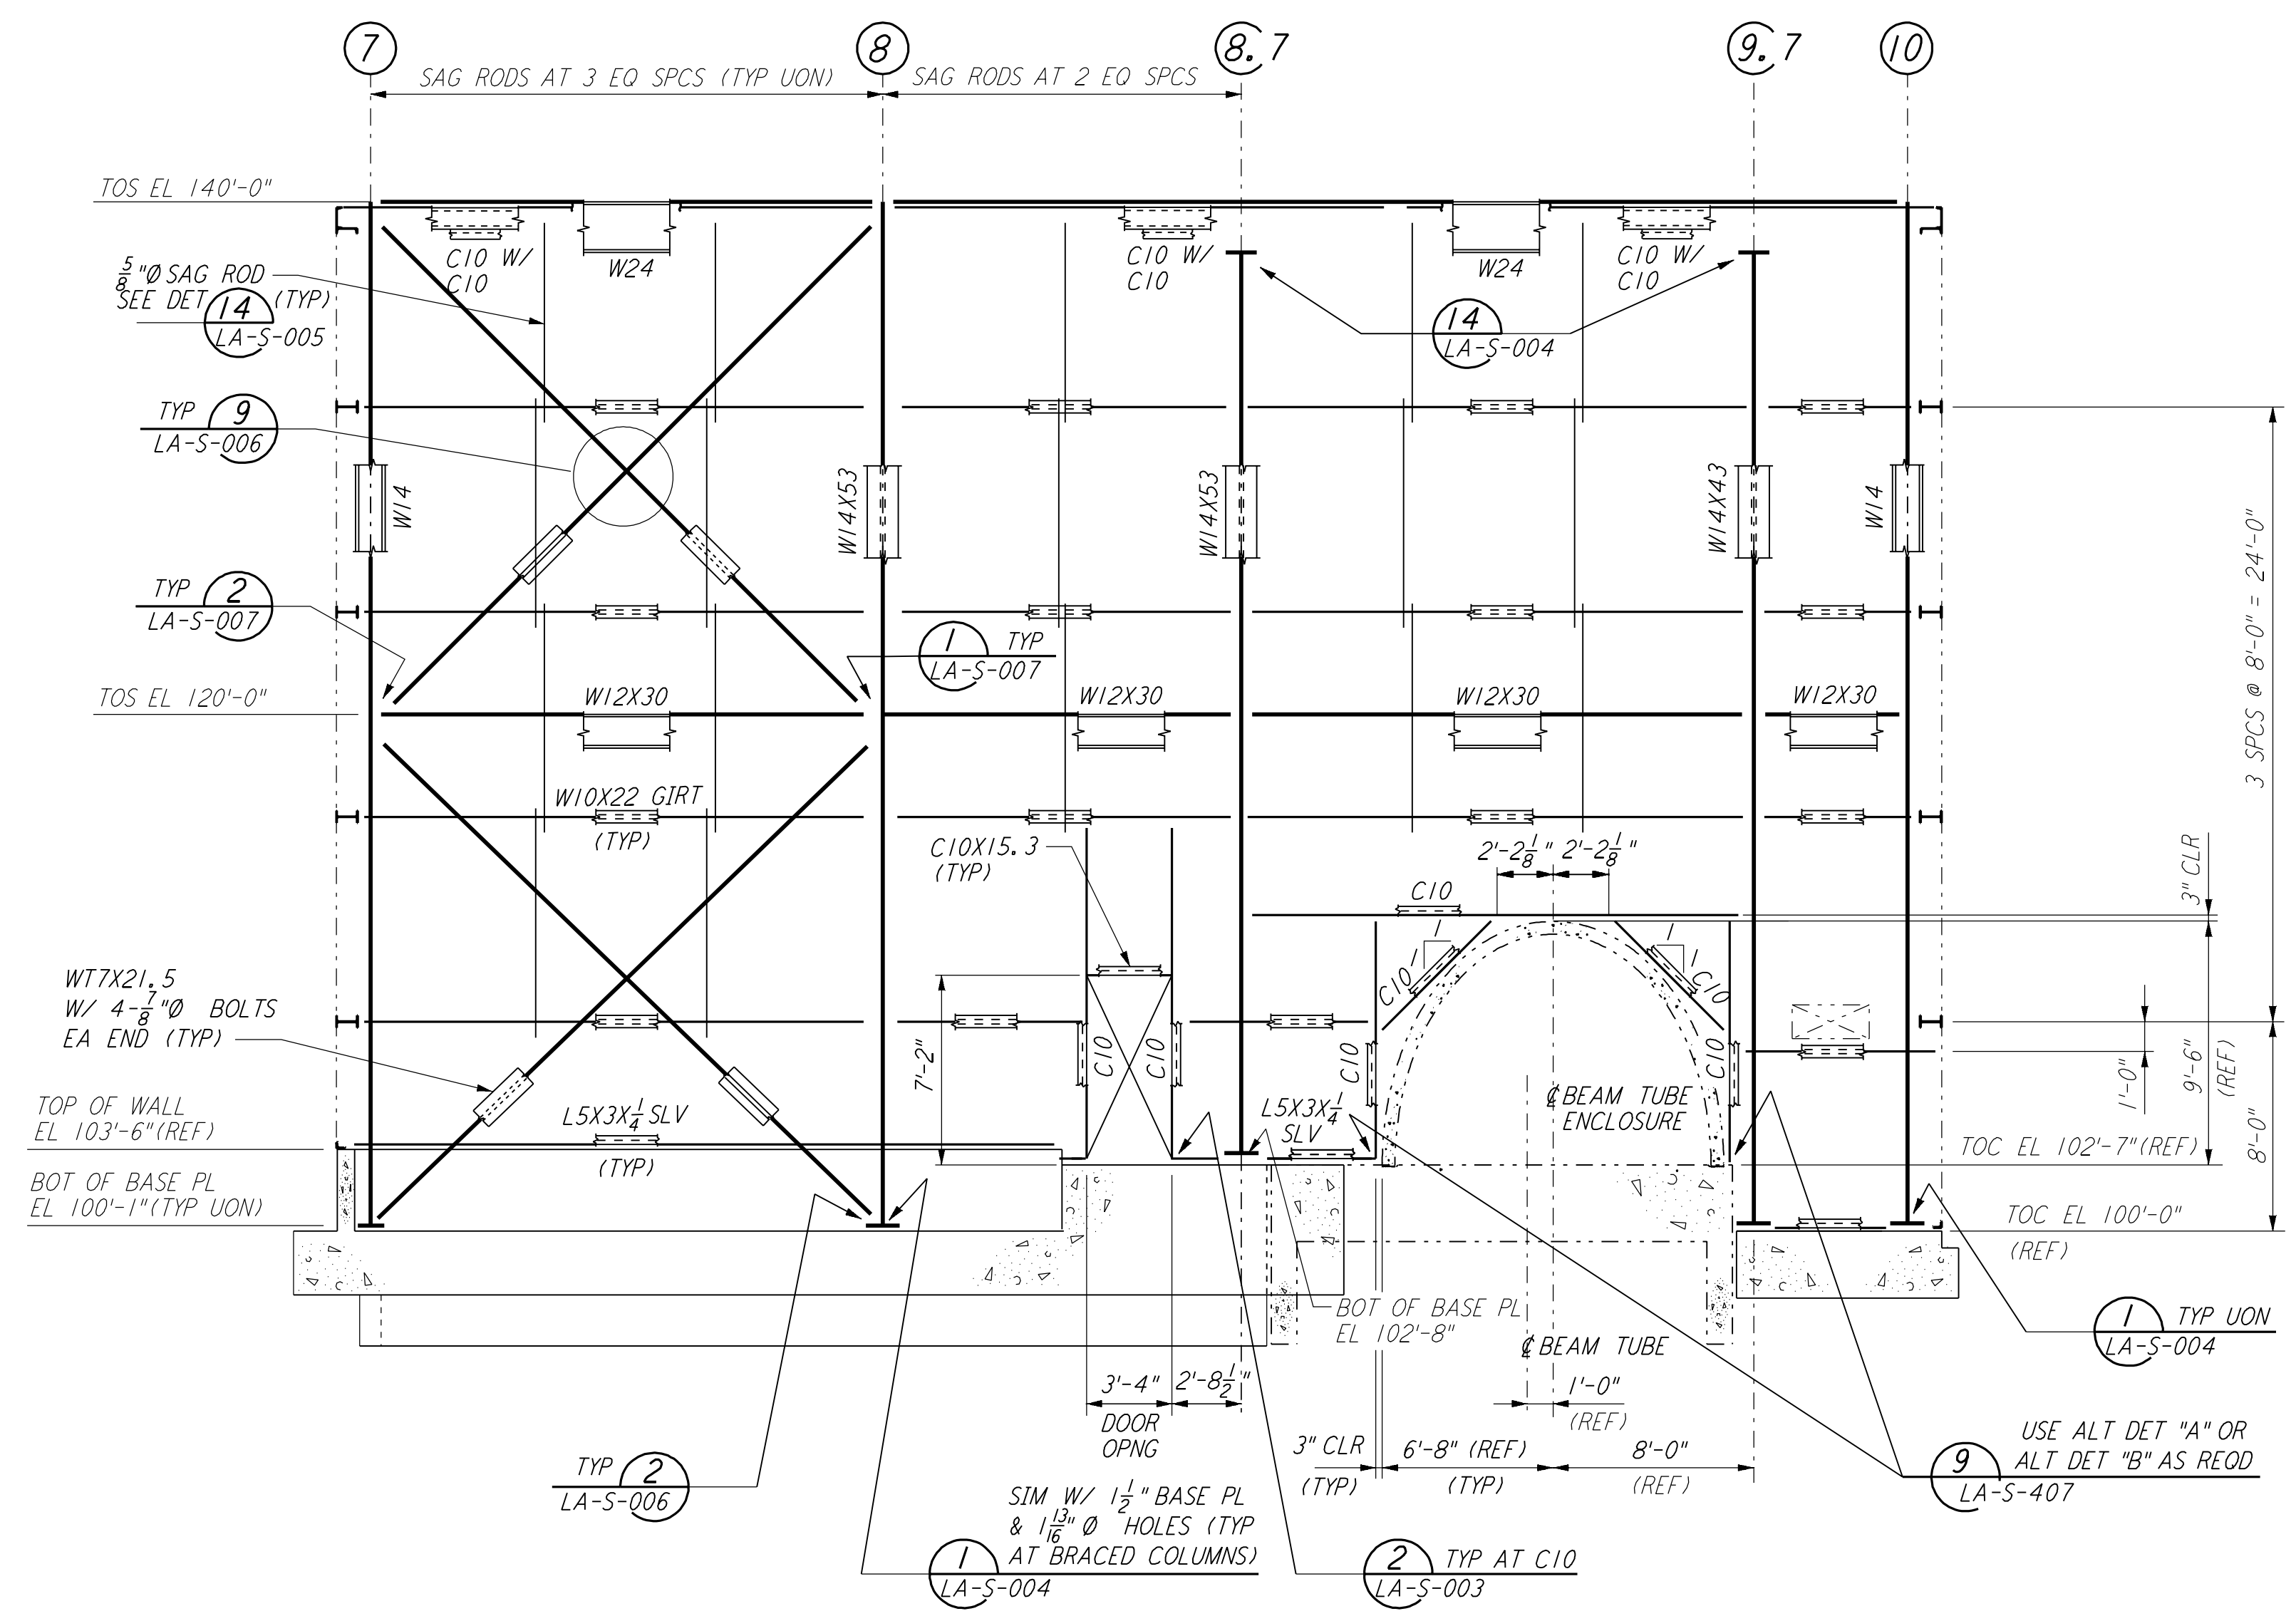 7
8
8.7
9.7
10
SAG RODS AT 3 EQ SPCS (TYP UON)
SAG RODS AT 2 EQ SPCS
TOS EL 140'-0"
C10 W/
C10
W24
C10 W/
C10
W24
C10 W/
C10
5/8"Ø SAG ROD
SEE DET 14 (TYP)
LA-S-005
14
LA-S-004
TYP 9
LA-S-006
W14
W14X53
W14X53
W14X43
W14
3 SPCS @ 8'-0" = 24'-0"
TYP 2
LA-S-007
1 TYP
LA-S-007
TOS EL 120'-0"
W12X30
W12X30
W12X30
W12X30
W10X22 GIRT
(TYP)
C10X15.3
(TYP)
2'-2 1/8" 2'-2 1/8"
3" CLR
C10
1
1
1
1
C10
C10
WT7X21.5
W/ 4-7/8"Ø BOLTS
EA END (TYP)
7'-2"
C10
C10
C10
C10
1'-0"
9'-6"
(REF)
8'-0"
℄ BEAM TUBE
ENCLOSURE
TOP OF WALL
EL 103'-6"(REF)
L5X3X1/4 SLV
(TYP)
L5X3X1/4
SLV
TOC EL 102'-7"(REF)
BOT OF BASE PL
EL 100'-1"(TYP UON)
TOC EL 100'-0"
(REF)
BOT OF BASE PL
EL 102'-8"
℄ BEAM TUBE
1 TYP UON
LA-S-004
3'-4"
2'-8 1/2"
DOOR
OPNG
1'-0"
(REF)
3" CLR
(TYP)
6'-8" (REF)
(TYP)
8'-0"
(REF)
USE ALT DET "A" OR
9 ALT DET "B" AS REQD
LA-S-407
TYP 2
LA-S-006
SIM W/ 1 1/2" BASE PL
& 1 13/16" Ø HOLES (TYP
1 AT BRACED COLUMNS)
LA-S-004
2 TYP AT C10
LA-S-003